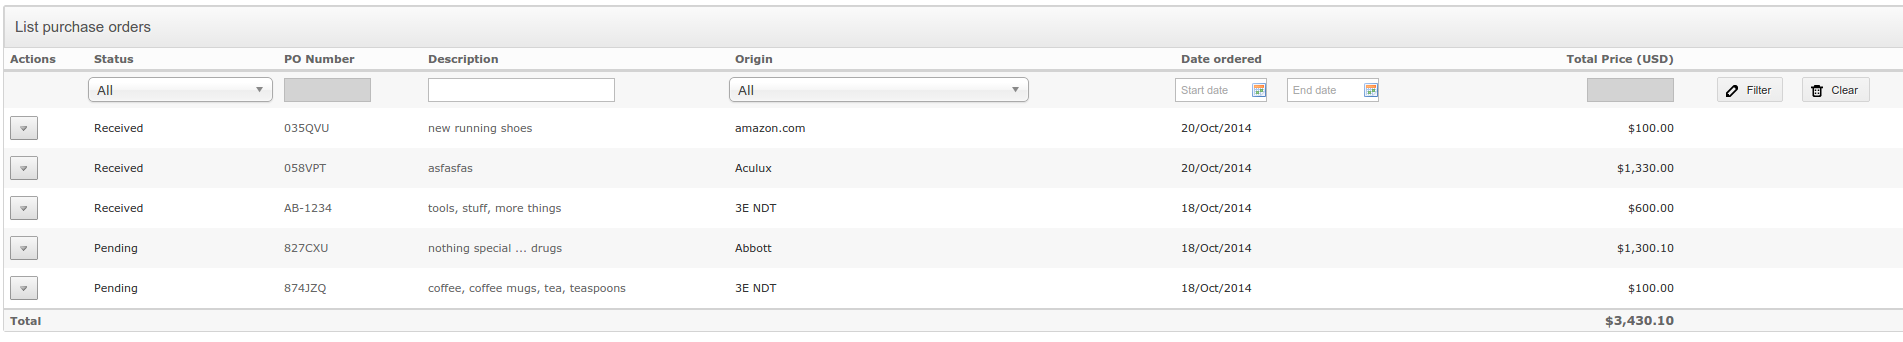 List purchase orders
Actions Status PO Number Description Origin Date ordered Total Price (USD)
All All Start date End date Filter Clear
Received 035QVU new running shoes amazon.com 20/Oct/2014 $100.00
Received 058VPT asfasfas Aculux 20/Oct/2014 $1,330.00
Received AB-1234 tools, stuff, more things 3E NDT 18/Oct/2014 $600.00
Pending 827CXU nothing special ... drugs Abbott 18/Oct/2014 $1,300.10
Pending 874JZQ coffee, coffee mugs, tea, teaspoons 3E NDT 18/Oct/2014 $100.00
Total $3,430.10